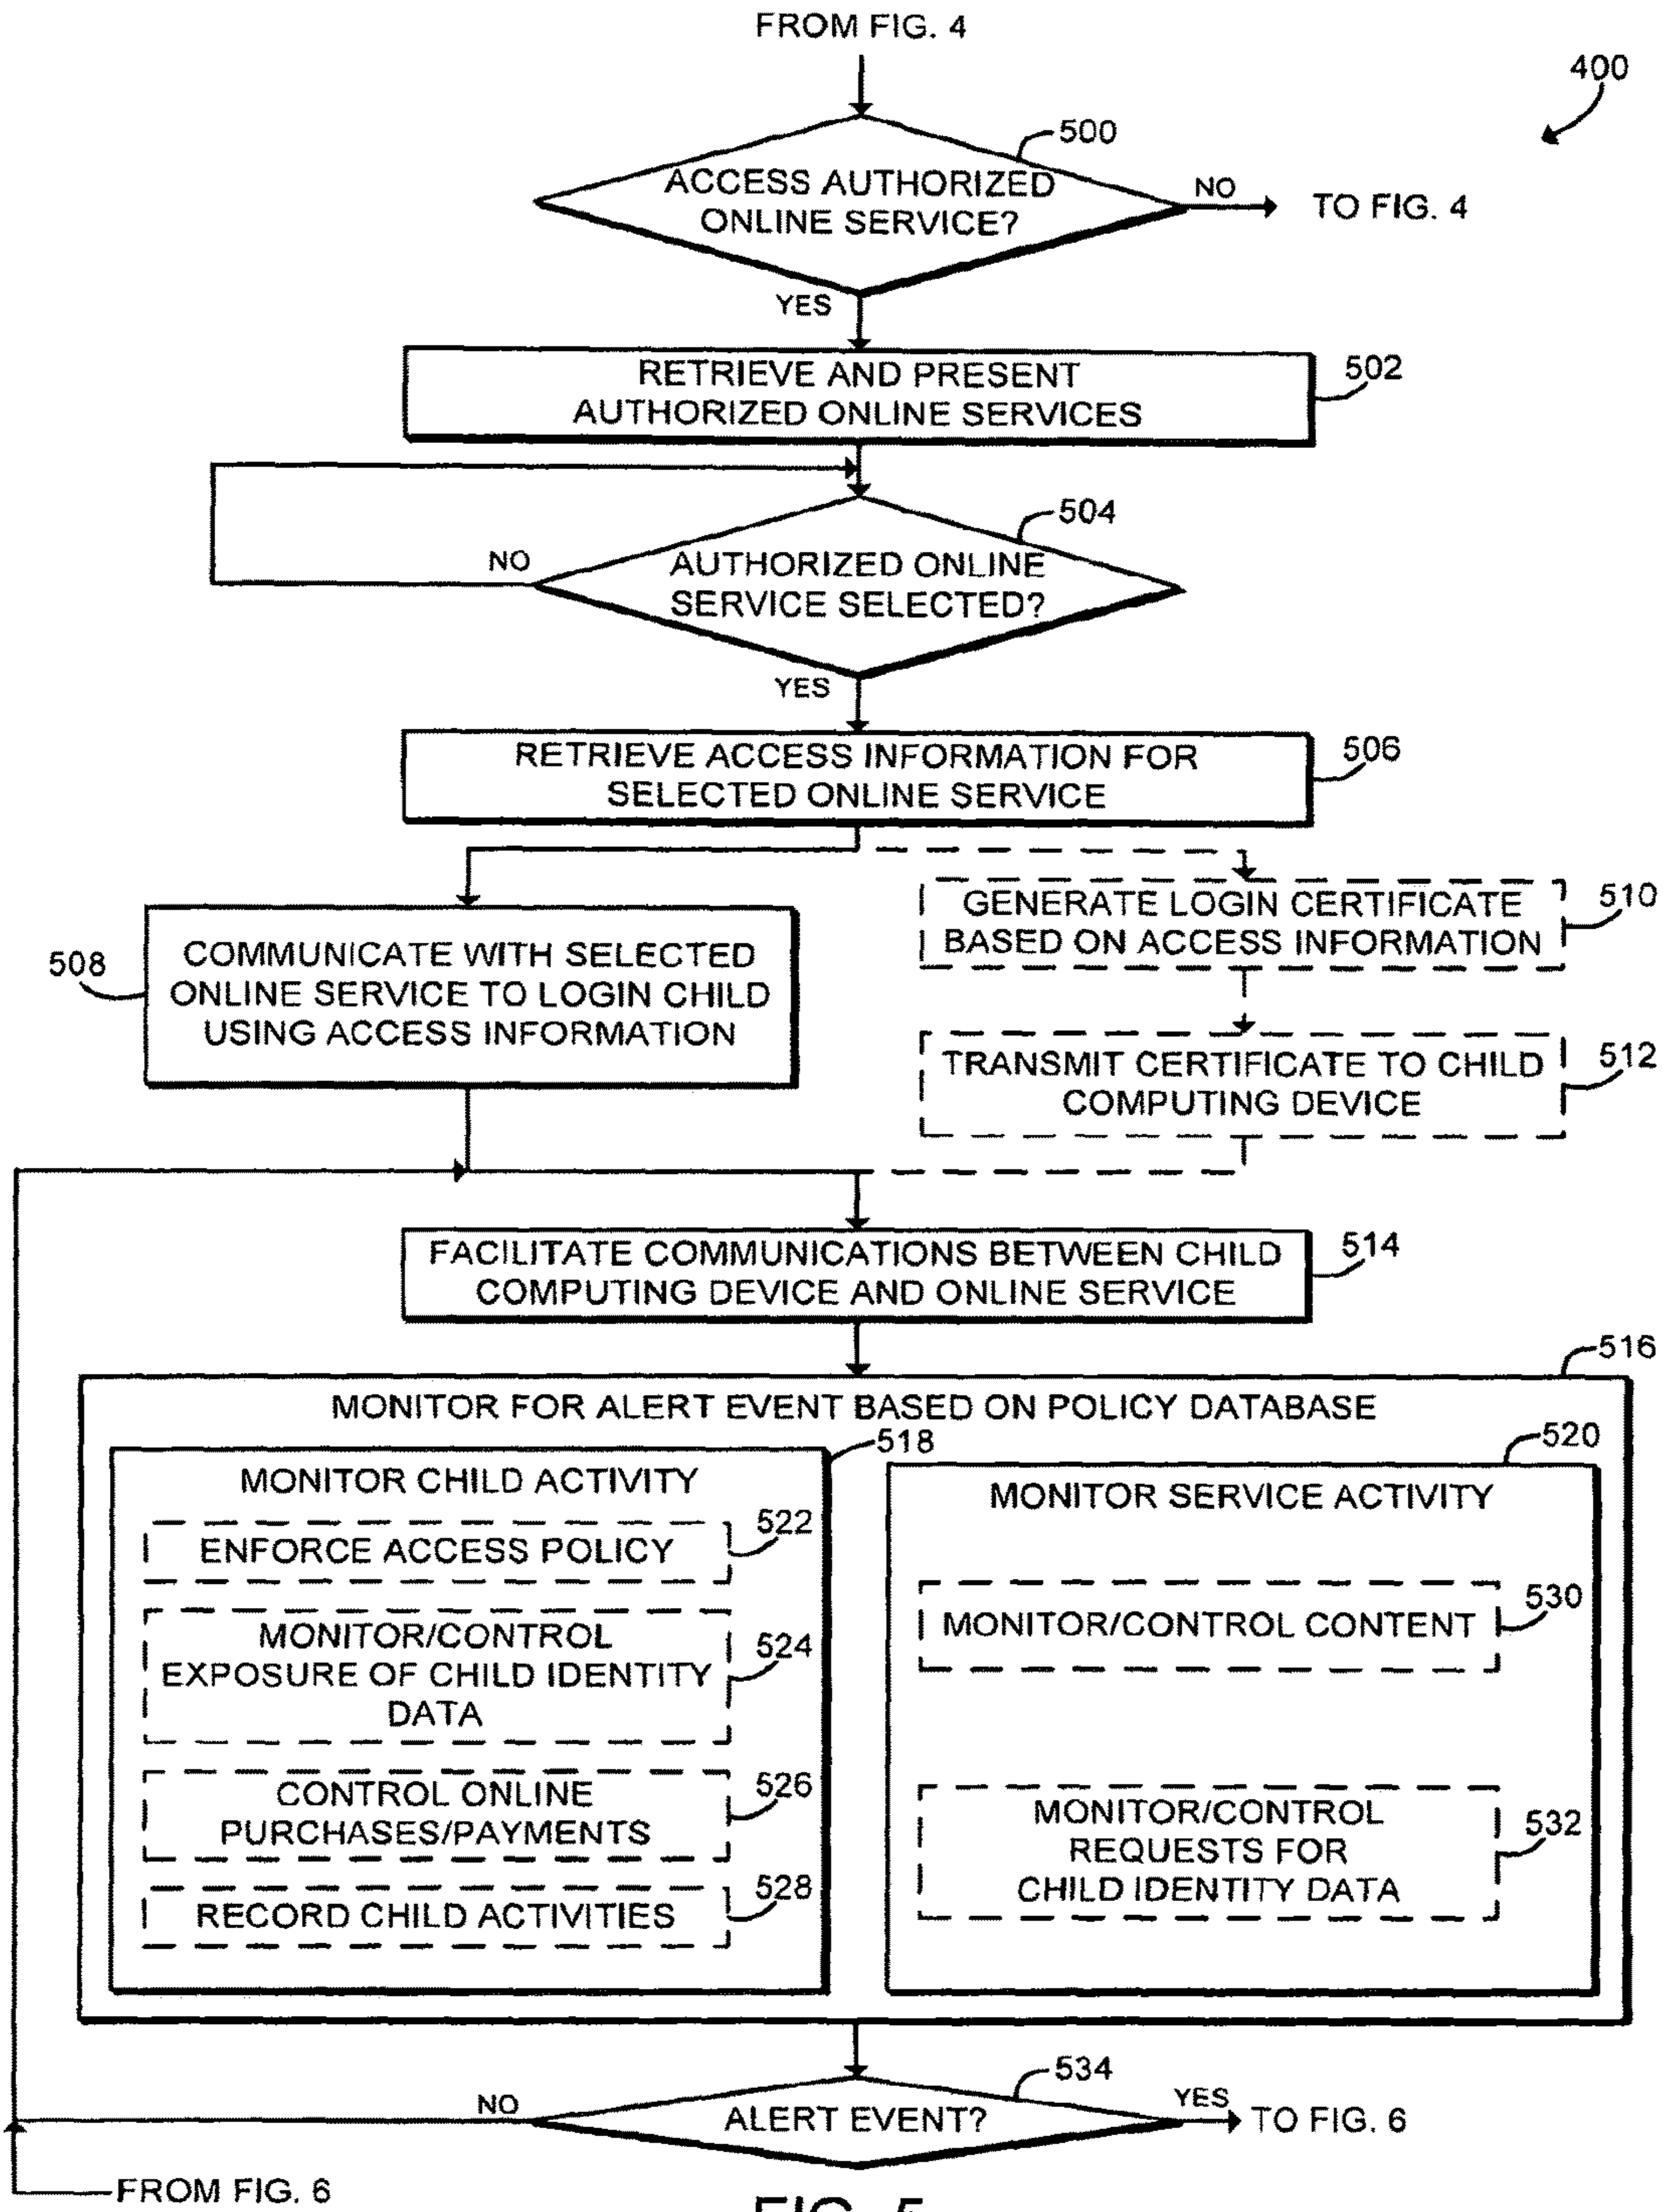 FROM FIG. 4
400
500
ACCESS AUTHORIZED
ONLINE SERVICE?
NO
TO FIG. 4
YES
RETRIEVE AND PRESENT
AUTHORIZED ONLINE SERVICES
502
504
NO
AUTHORIZED ONLINE
SERVICE SELECTED?
YES
RETRIEVE ACCESS INFORMATION FOR
SELECTED ONLINE SERVICE
506
508
COMMUNICATE WITH SELECTED
ONLINE SERVICE TO LOGIN CHILD
USING ACCESS INFORMATION
GENERATE LOGIN CERTIFICATE
BASED ON ACCESS INFORMATION
510
TRANSMIT CERTIFICATE TO CHILD
COMPUTING DEVICE
512
FACILITATE COMMUNICATIONS BETWEEN CHILD
COMPUTING DEVICE AND ONLINE SERVICE
514
516
MONITOR FOR ALERT EVENT BASED ON POLICY DATABASE
518
MONITOR CHILD ACTIVITY
ENFORCE ACCESS POLICY
522
MONITOR/CONTROL
EXPOSURE OF CHILD IDENTITY
DATA
524
CONTROL ONLINE
PURCHASES/PAYMENTS
526
RECORD CHILD ACTIVITIES
528
520
MONITOR SERVICE ACTIVITY
MONITOR/CONTROL CONTENT
530
MONITOR/CONTROL
REQUESTS FOR
CHILD IDENTITY DATA
532
534
NO
ALERT EVENT?
YES
TO FIG. 6
FROM FIG. 6
FIG. 5